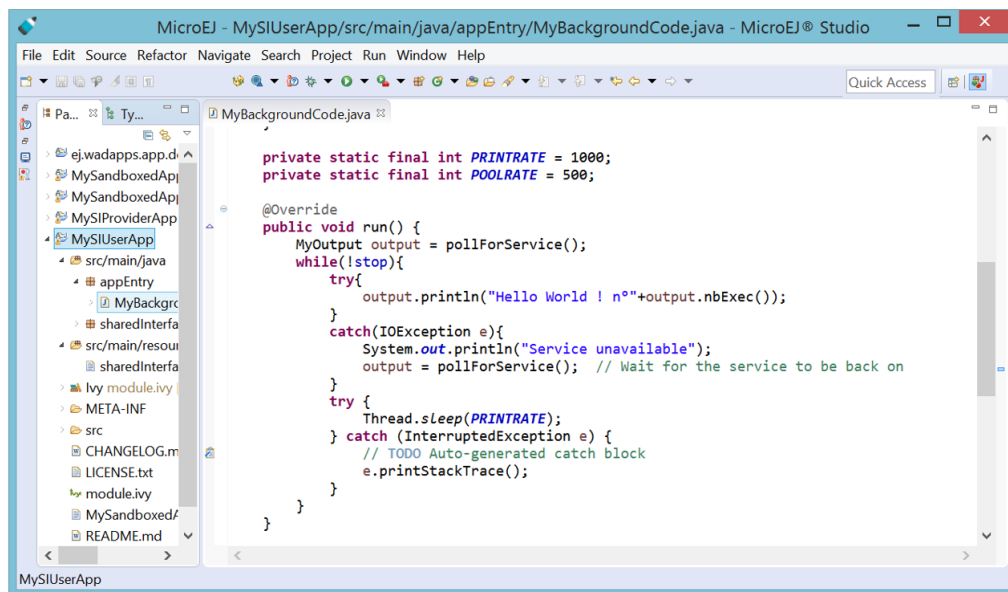 MicroEJ - MySIUserApp/src/main/java/appEntry/MyBackgroundCode.java - MicroEJ® Studio
File Edit Source Refactor Navigate Search Project Run Window Help
Quick Access
Pa... Ty...
ej.wadapps.app.d
MySandboxedAp
MySandboxedAp
MySIProviderApp
MySIUserApp
src/main/java
appEntry
MyBackgrc
sharedInterfa
src/main/resour
sharedInterfa
Ivy module.ivy
META-INF
src
CHANGELOG.m
LICENSE.txt
module.ivy
MySandboxedA
README.md
MyBackgroundCode.java
private static final int PRINTRATE = 1000;
private static final int POOLRATE = 500;
@Override
public void run() {
MyOutput output = pollForService();
while(!stop){
try{
output.println("Hello World ! n°"+output.nbExec());
}
catch(IOException e){
System.out.println("Service unavailable");
output = pollForService(); // Wait for the service to be back on
}
try {
Thread.sleep(PRINTRATE);
} catch (InterruptedException e) {
// TODO Auto-generated catch block
e.printStackTrace();
}
}
}
MySIUserApp